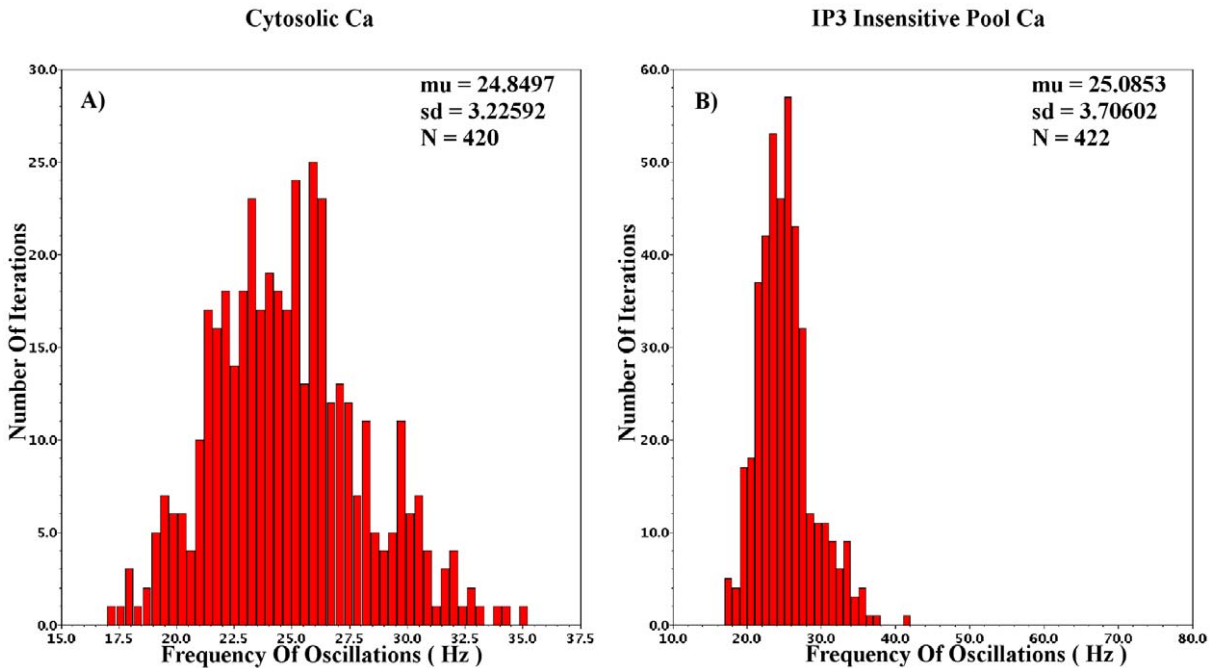 Cytosolic Ca
IP3 Insensitive Pool Ca
A)
mu = 24.8497
sd = 3.22592
N = 420
30.0
25.0
20.0
15.0
10.0
5.0
0.0
Number Of Iterations
15.0 17.5 20.0 22.5 25.0 27.5 30.0 32.5 35.0 37.5
Frequency Of Oscillations ( Hz )
B)
mu = 25.0853
sd = 3.70602
N = 422
60.0
50.0
40.0
30.0
20.0
10.0
0.0
Number Of Iterations
10.0 20.0 30.0 40.0 50.0 60.0 70.0 80.0
Frequency Of Oscillations ( Hz )